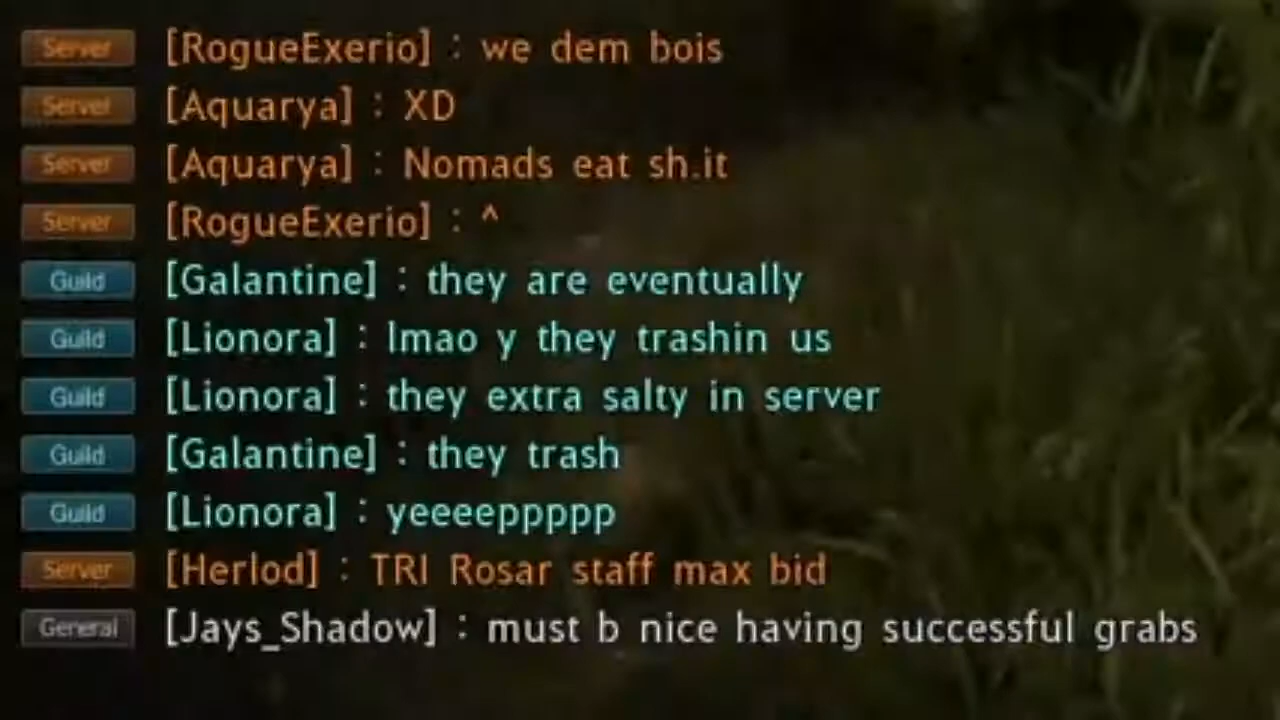 Server [RogueExerio] : we dem bois
Server [Aquarya] : XD
Server [Aquarya] : Nomads eat sh.it
Server [RogueExerio] : ^
Guild [Galantine] : they are eventually
Guild [Lionora] : lmao y they trashin us
Guild [Lionora] : they extra salty in server
Guild [Galantine] : they trash
Guild [Lionora] : yeeeeppppp
Server [Herlod] : TRI Rosar staff max bid
General [Jays_Shadow] : must b nice having successful grabs